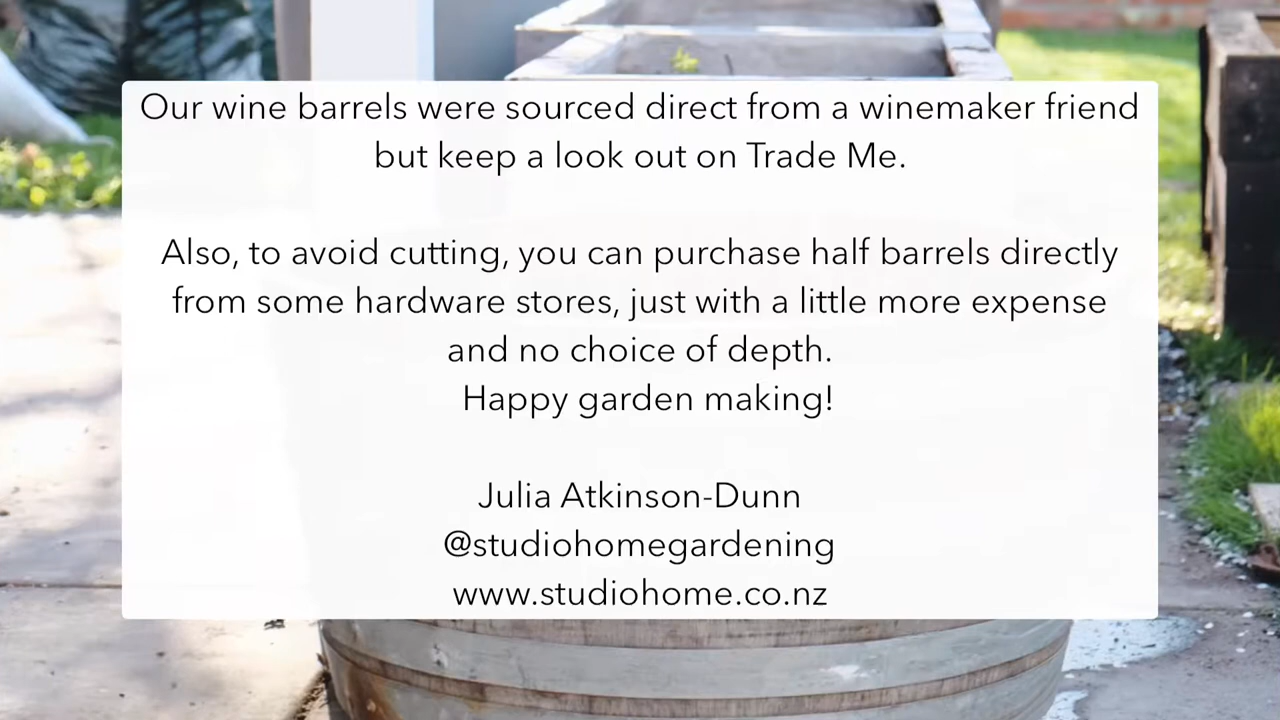 Our wine barrels were sourced direct from a winemaker friend
but keep a look out on Trade Me.
Also, to avoid cutting, you can purchase half barrels directly
from some hardware stores, just with a little more expense
and no choice of depth.
Happy garden making!
Julia Atkinson-Dunn
@studiohomegardening
www.studiohome.co.nz